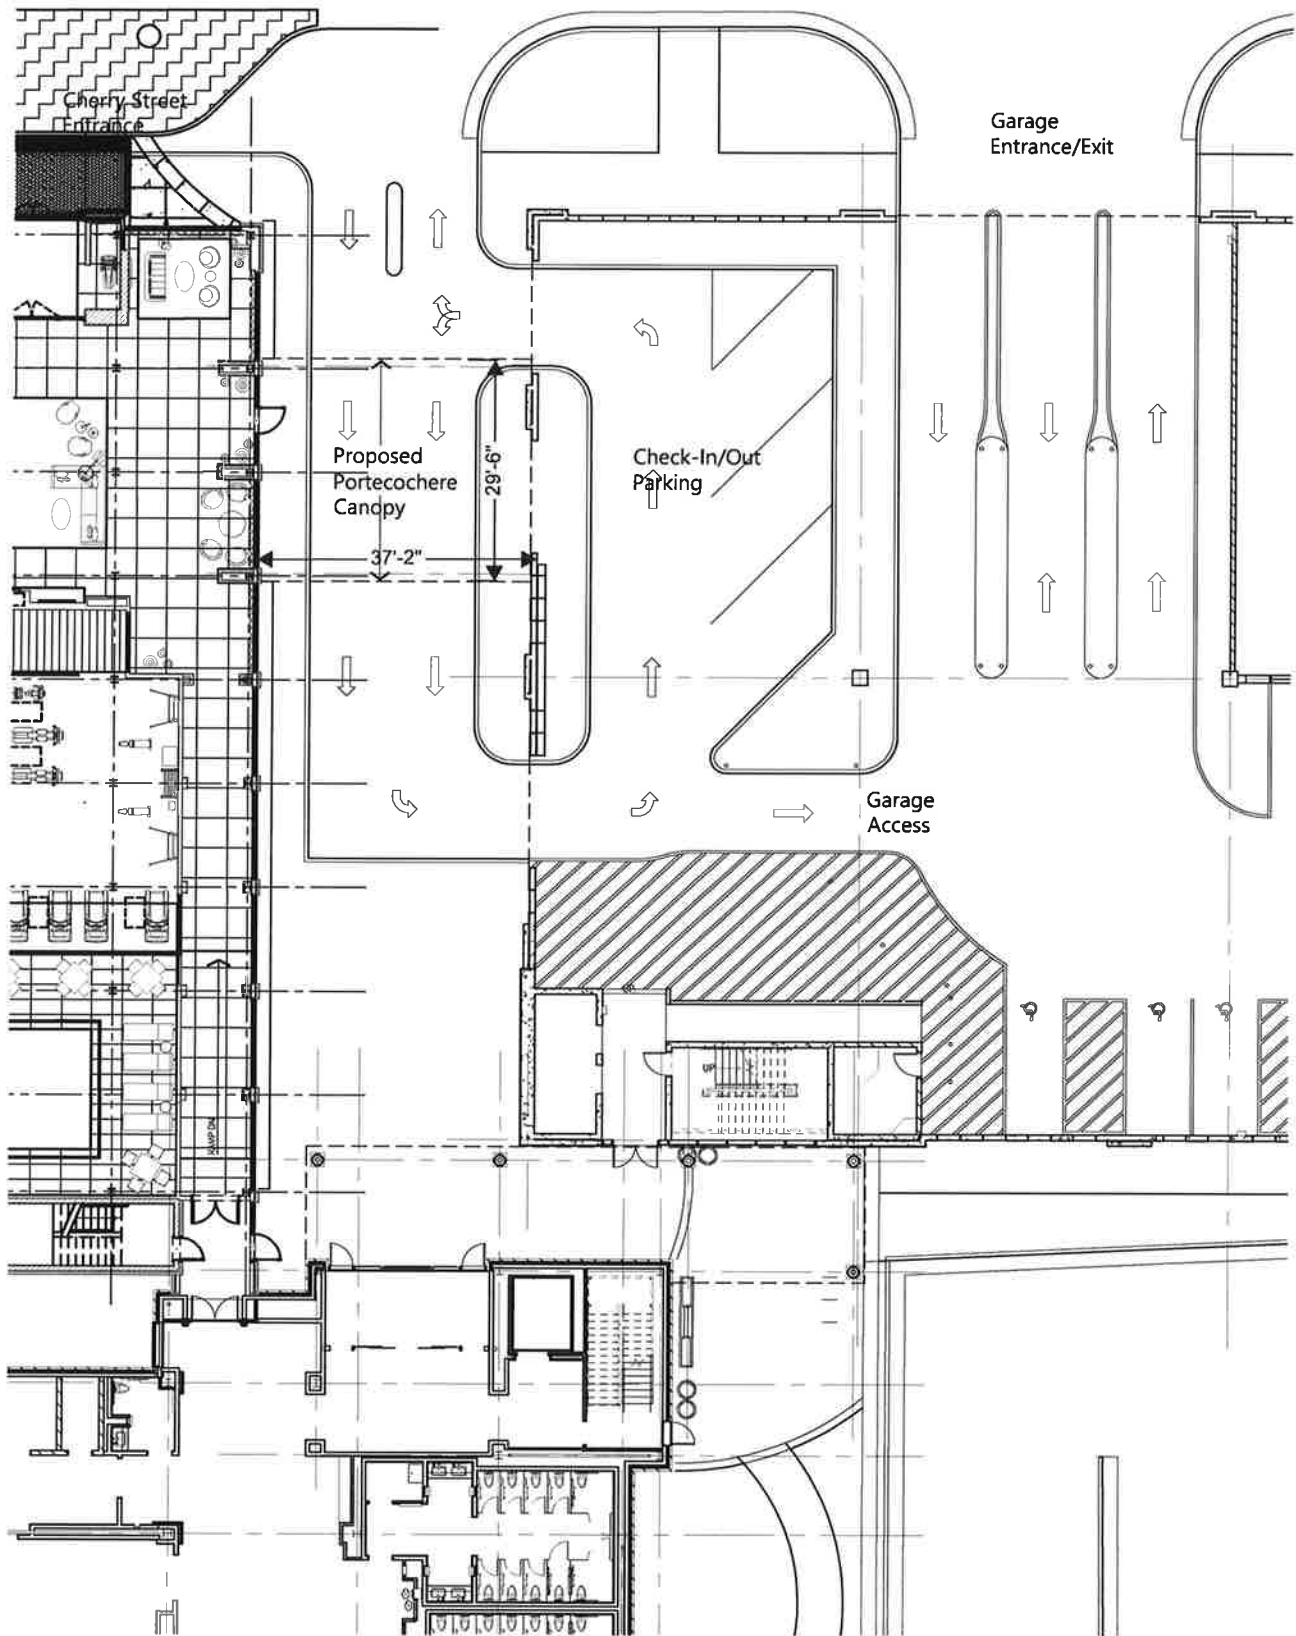 Cherry Street
Entrance
Garage
Entrance/Exit
Proposed
Portecochere
Canopy
29'-6"
Check-In/Out
Parking
37'-2"
Garage
Access
UP
RAMP DN